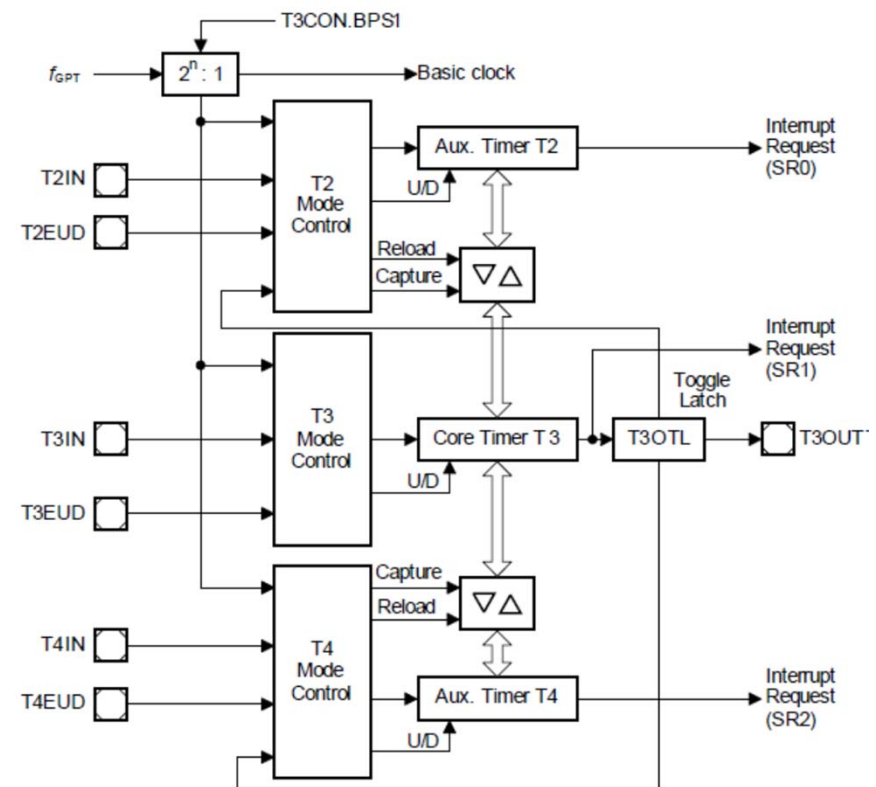 T3CON.BPS1
fGPT
2ⁿ : 1
Basic clock
Aux. Timer T2
Interrupt
Request
(SR0)
T2IN
T2EUD
T2
Mode
Control
U/D
Reload
Capture
Interrupt
Request
(SR1)
Toggle
Latch
T3IN
T3EUD
T3
Mode
Control
Core Timer T 3
U/D
T3OTL
T3OUT
T4IN
T4EUD
T4
Mode
Control
Capture
Reload
Aux. Timer T4
U/D
Interrupt
Request
(SR2)